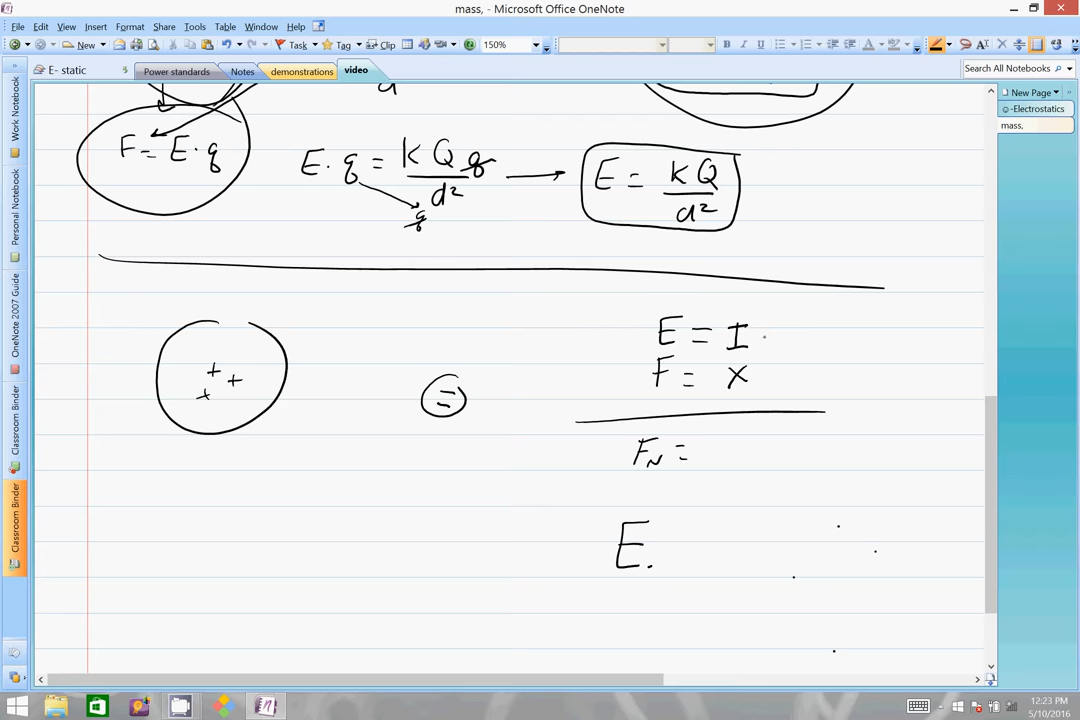 mass, - Microsoft Office OneNote
File Edit View Insert Format Share Tools Table Window Help
New Task Tag Clip 150% B I U A
E- static Power standards Notes demonstrations video Search All Notebooks
New Page
-Electrostatics
mass,
Work Notebook
Personal Notebook
OneNote 2007 Guide
Classroom Binder
Classroom Binder
d
F = E · q
E · q = kQq/d² → E = kQ/d²
q/q
E = I
F = X
+ + +
=
F_N =
E.
12:23 PM
5/10/2016